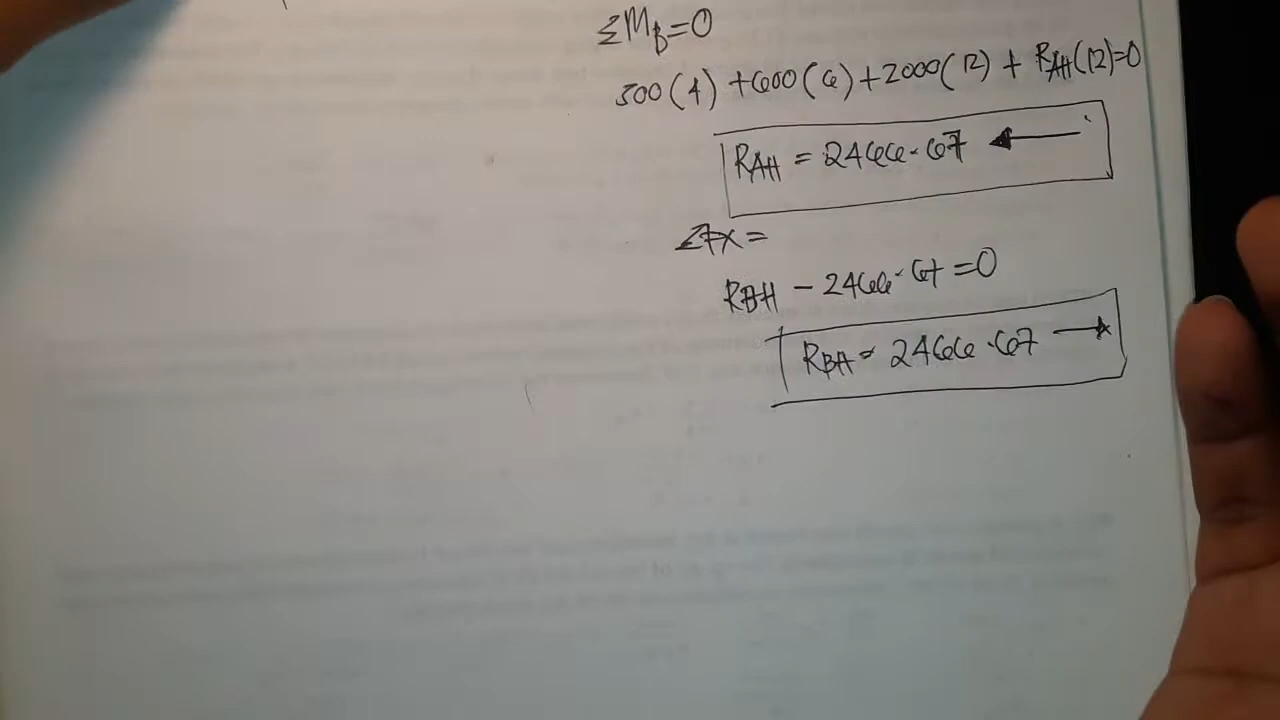 ΣM_B=0
500(4) +600(6)+2000(12) + R_AH(12)=0
R_AH = 2466.67 ←
ΣFx=
R_BH - 2466.67 =0
R_BH = 2466.67 →